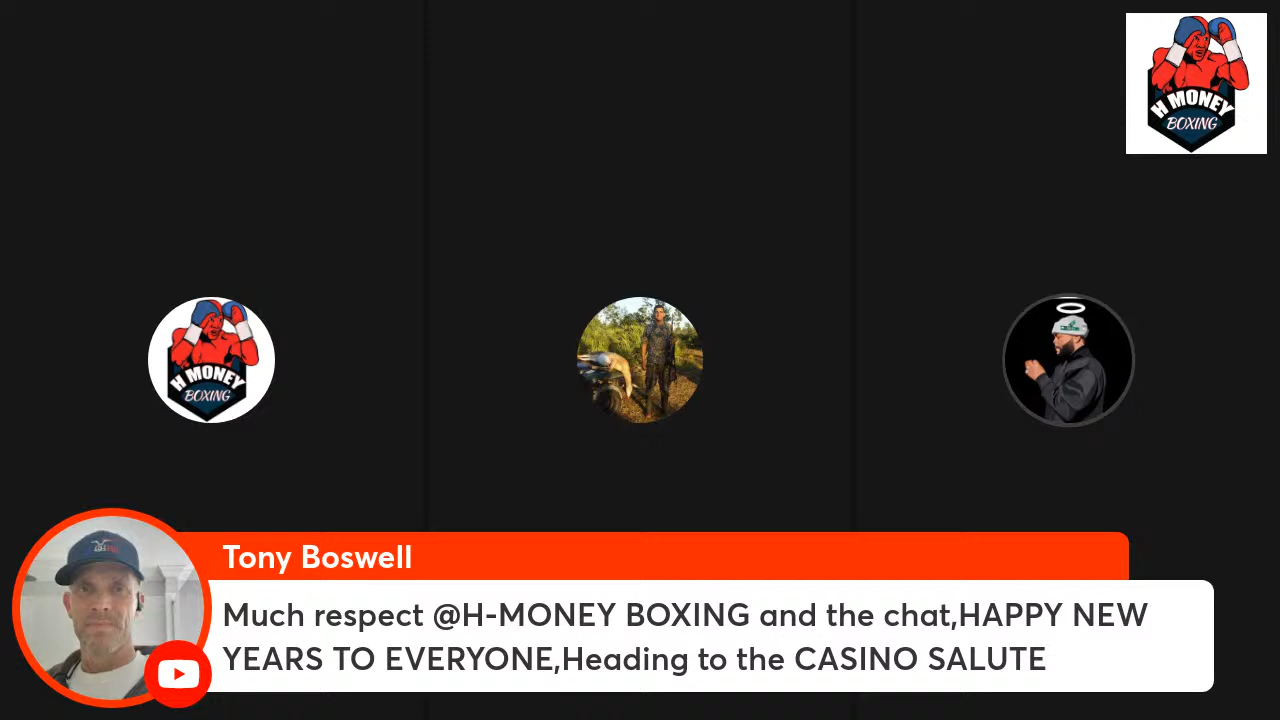 H MONEY
BOXING
H MONEY
BOXING
Tony Boswell
Much respect @H-MONEY BOXING and the chat,HAPPY NEW
YEARS TO EVERYONE,Heading to the CASINO SALUTE